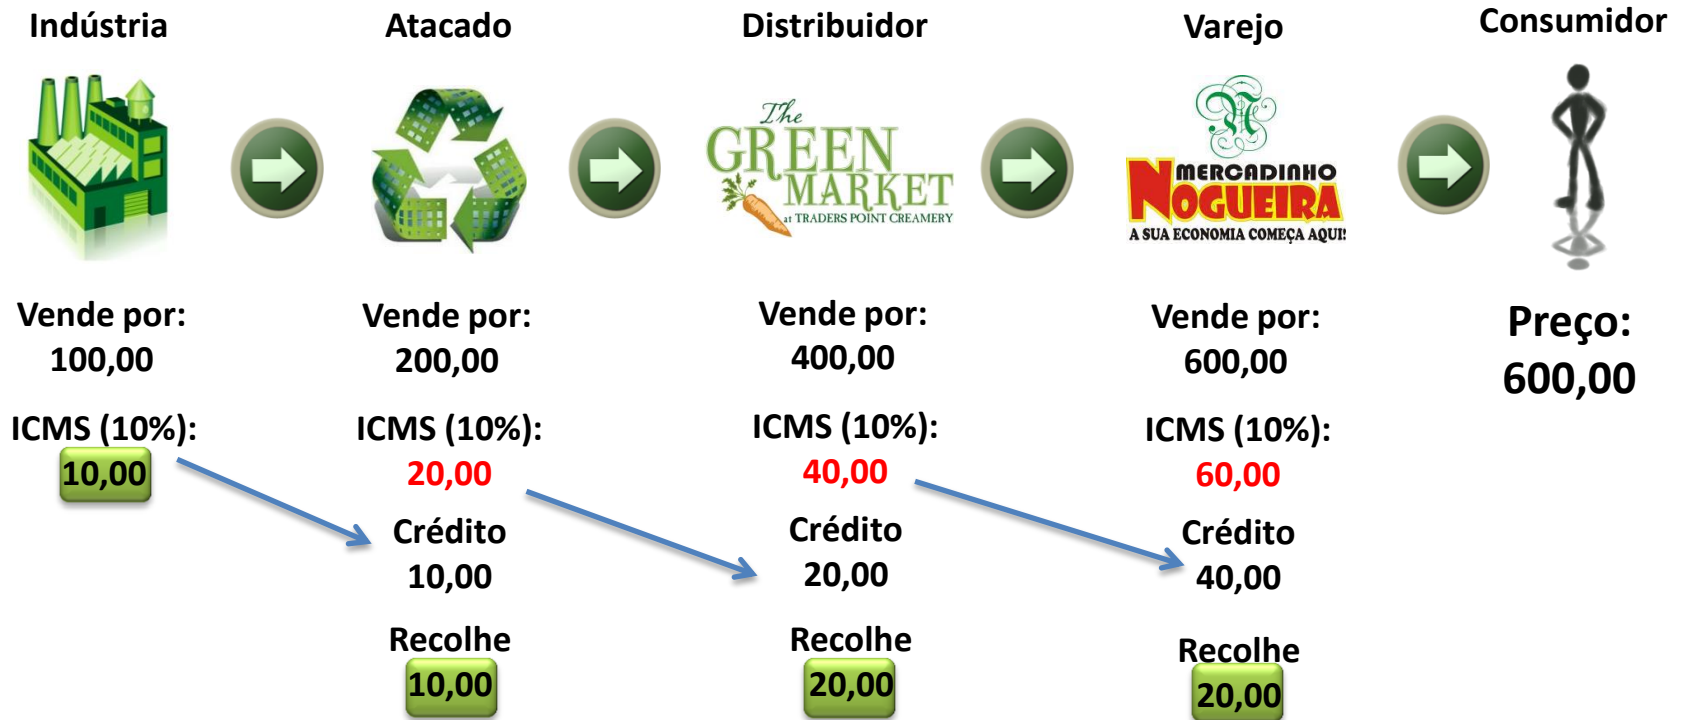 Indústria
Atacado
Distribuidor
Varejo
Consumidor
The
GREEN
MARKET
at TRADERS POINT CREAMERY
N
MERCADINHO
NOGUEIRA
A SUA ECONOMIA COMEÇA AQUI!
Vende por:
100,00
Vende por:
200,00
Vende por:
400,00
Vende por:
600,00
Preço:
600,00
ICMS (10%):
10,00
ICMS (10%):
20,00
ICMS (10%):
40,00
ICMS (10%):
60,00
Crédito
10,00
Crédito
20,00
Crédito
40,00
Recolhe
10,00
Recolhe
20,00
Recolhe
20,00